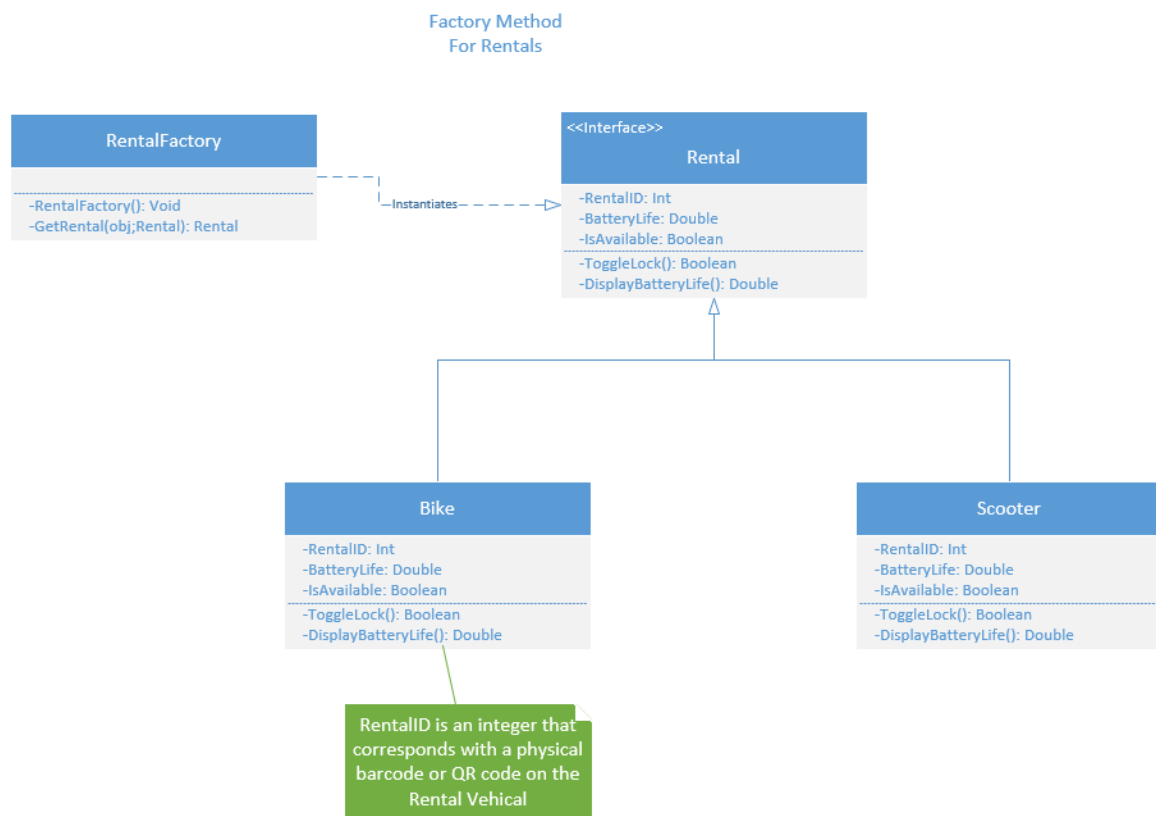 Factory Method
For Rentals
RentalFactory
-RentalFactory(): Void
-GetRental(obj;Rental): Rental
Instantiates
<<Interface>>
Rental
-RentalID: Int
-BatteryLife: Double
-IsAvailable: Boolean
-ToggleLock(): Boolean
-DisplayBatteryLife(): Double
Bike
-RentalID: Int
-BatteryLife: Double
-IsAvailable: Boolean
-ToggleLock(): Boolean
-DisplayBatteryLife(): Double
Scooter
-RentalID: Int
-BatteryLife: Double
-IsAvailable: Boolean
-ToggleLock(): Boolean
-DisplayBatteryLife(): Double
RentalID is an integer that
corresponds with a physical
barcode or QR code on the
Rental Vehical